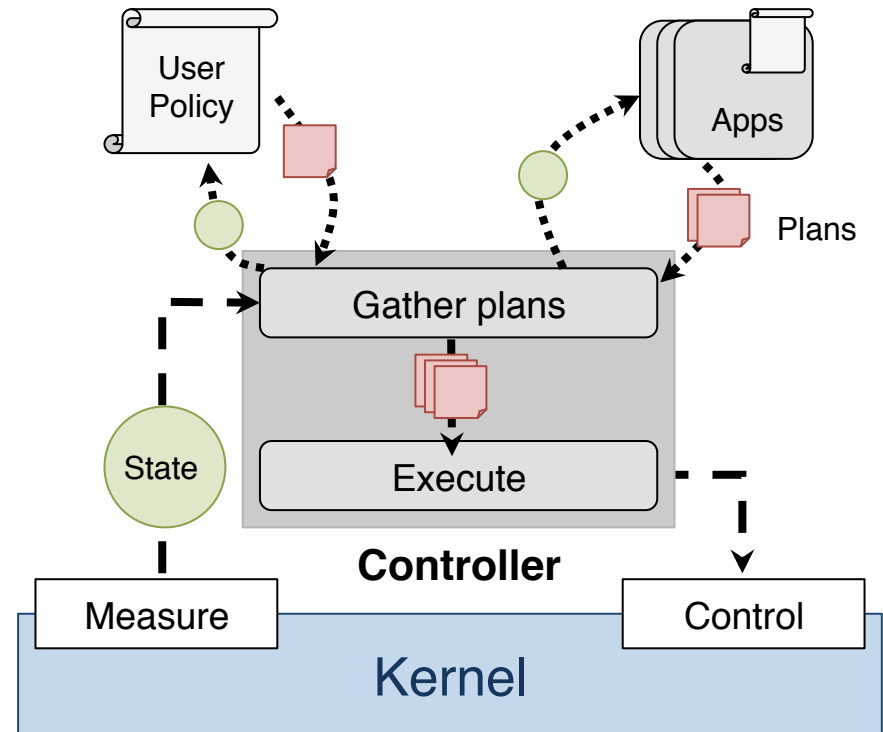 User
Policy
Apps
Plans
Gather plans
State
Execute
Controller
Measure
Control
Kernel